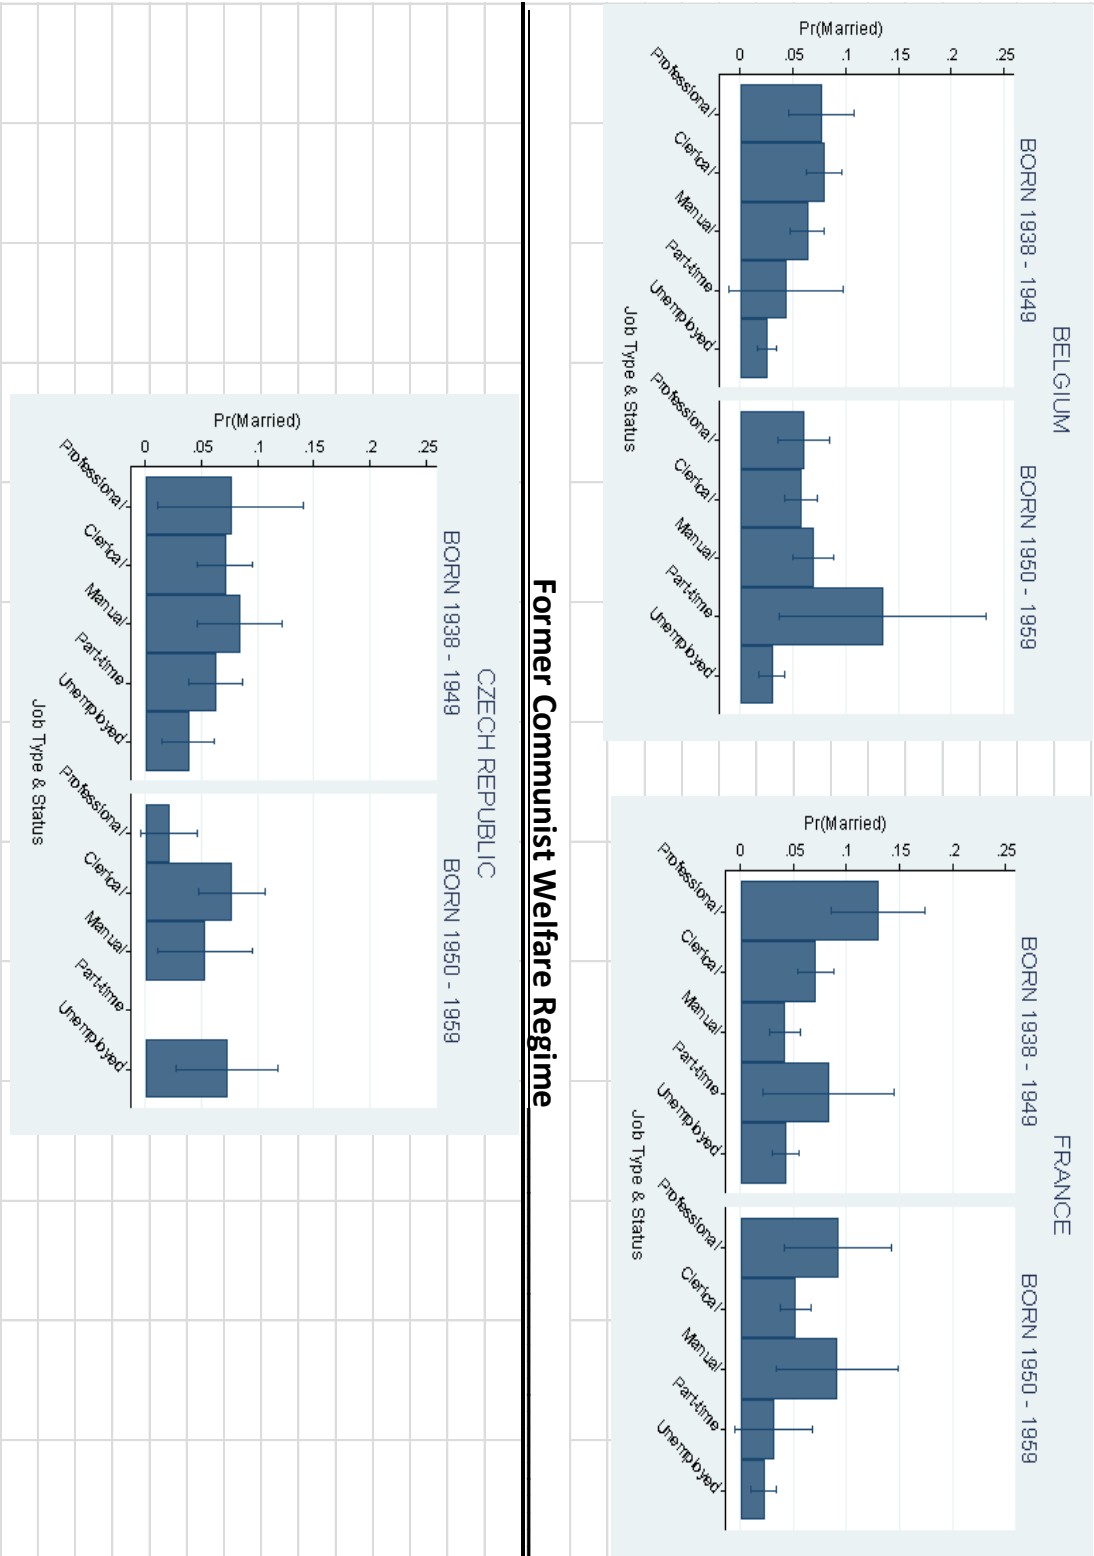 BELGIUM
BORN 1938 - 1949
BORN 1950 - 1959
Pr(Married)
0 .05 .1 .15 .2 .25
Professional
Clerical
Manual
Part-time
Unemployed
Professional
Clerical
Manual
Part-time
Unemployed
Job Type & Status
FRANCE
BORN 1938 - 1949
BORN 1950 - 1959
Pr(Married)
0 .05 .1 .15 .2 .25
Professional
Clerical
Manual
Part-time
Unemployed
Professional
Clerical
Manual
Part-time
Unemployed
Job Type & Status
Former Communist Welfare Regime
CZECH REPUBLIC
BORN 1938 - 1949
BORN 1950 - 1959
Pr(Married)
0 .05 .1 .15 .2 .25
Professional
Clerical
Manual
Part-time
Unemployed
Professional
Clerical
Manual
Part-time
Unemployed
Job Type & Status